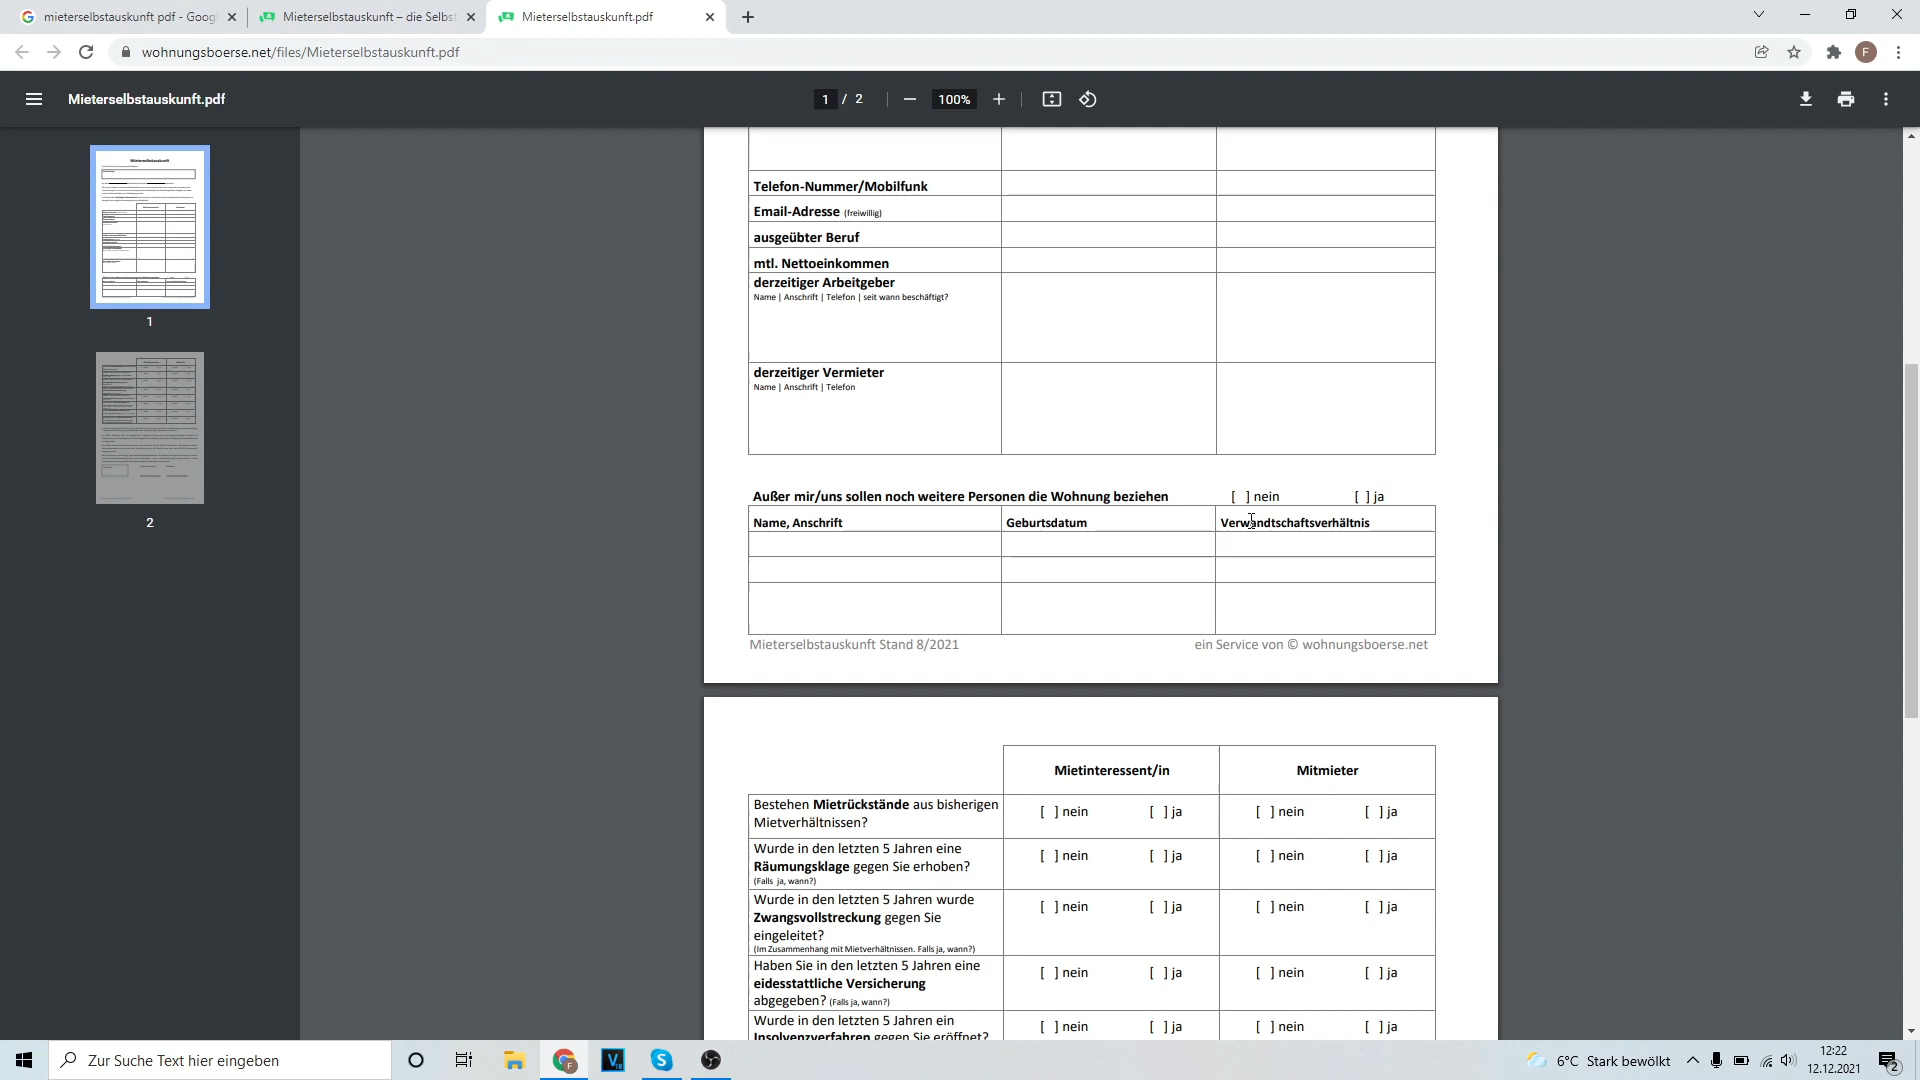 mieterselbstauskunft pdf - Goog
Mieterselbstauskunft – die Selbst
Mieterselbstauskunft.pdf
wohnungsboerse.net/files/Mieterselbstauskunft.pdf
F
Mieterselbstauskunft.pdf
1 / 2
100%
1
2
Telefon-Nummer/Mobilfunk
Email-Adresse (freiwillig)
ausgeübter Beruf
mtl. Nettoeinkommen
derzeitiger Arbeitgeber
Name | Anschrift | Telefon | seit wann beschäftigt?
derzeitiger Vermieter
Name | Anschrift | Telefon
Außer mir/uns sollen noch weitere Personen die Wohnung beziehen [ ] nein [ ] ja
Name, Anschrift Geburtsdatum Verwandtschaftsverhältnis
Mieterselbstauskunft Stand 8/2021 ein Service von © wohnungsboerse.net
Mietinteressent/in Mitmieter
Bestehen Mietrückstände aus bisherigen
Mietverhältnissen?
[ ] nein [ ] ja [ ] nein [ ] ja
Wurde in den letzten 5 Jahren eine
Räumungsklage gegen Sie erhoben?
(Falls ja, wann?)
[ ] nein [ ] ja [ ] nein [ ] ja
Wurde in den letzten 5 Jahren wurde
Zwangsvollstreckung gegen Sie
eingeleitet?
(Im Zusammenhang mit Mietverhältnissen. Falls ja, wann?)
[ ] nein [ ] ja [ ] nein [ ] ja
Haben Sie in den letzten 5 Jahren eine
eidesstattliche Versicherung
abgegeben? (Falls ja, wann?)
[ ] nein [ ] ja [ ] nein [ ] ja
Wurde in den letzten 5 Jahren ein
Insolvenzverfahren gegen Sie eröffnet?
[ ] nein [ ] ja [ ] nein [ ] ja
Zur Suche Text hier eingeben
6°C Stark bewölkt
12:22
12.12.2021
2